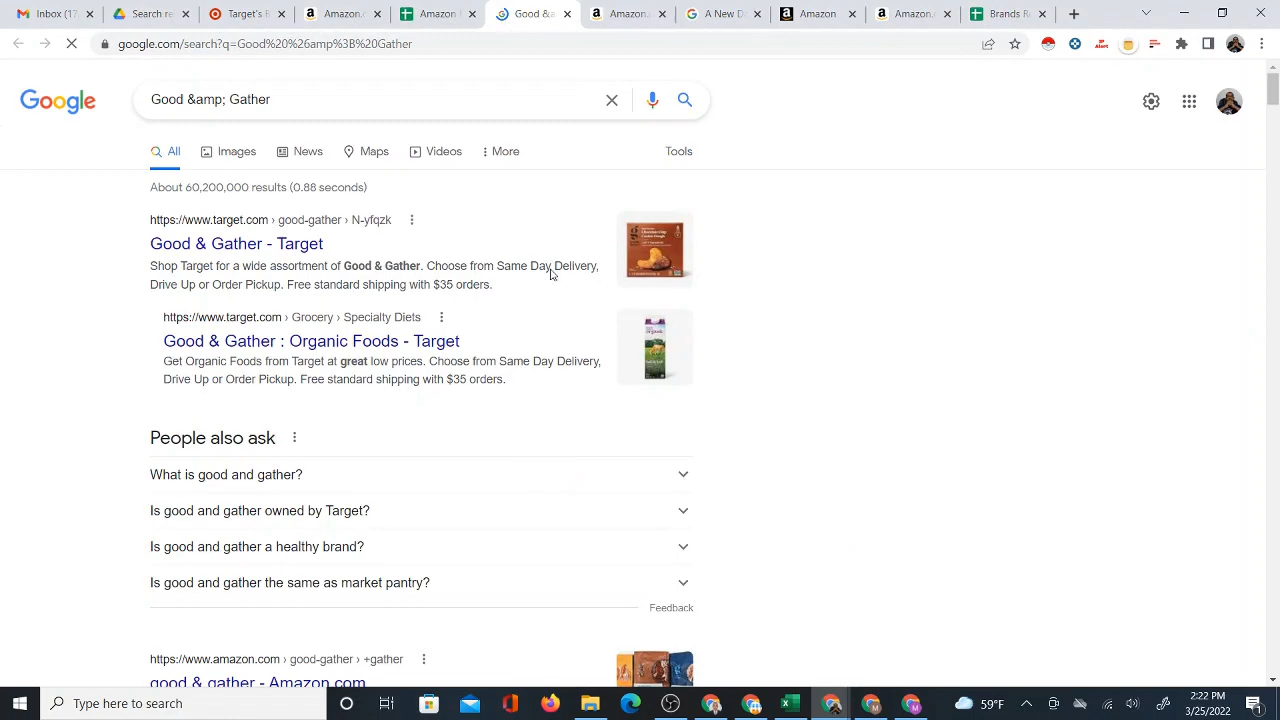 Inbox (17
Search re
Target's B
Amazon.
Amazon
Good &a
Amazon.
A New D
Amazon
Amazon.
Brands R
google.com/search?q=Good%20%26amp%3B%20Gather
Google
Good &amp; Gather
All
Images
News
Maps
Videos
More
Tools
About 60,200,000 results (0.88 seconds)
https://www.target.com › good-gather › N-yfqzk
Good & Gather - Target
Shop Target for a wide assortment of Good & Gather. Choose from Same Day Delivery,
Drive Up or Order Pickup. Free standard shipping with $35 orders.
https://www.target.com › Grocery › Specialty Diets
Good & Gather : Organic Foods - Target
Get Organic Foods from Target at great low prices. Choose from Same Day Delivery,
Drive Up or Order Pickup. Free standard shipping with $35 orders.
People also ask
What is good and gather?
Is good and gather owned by Target?
Is good and gather a healthy brand?
Is good and gather the same as market pantry?
Feedback
https://www.amazon.com › good-gather › +gather
good & gather - Amazon.com
Type here to search
59°F
2:22 PM
3/25/2022